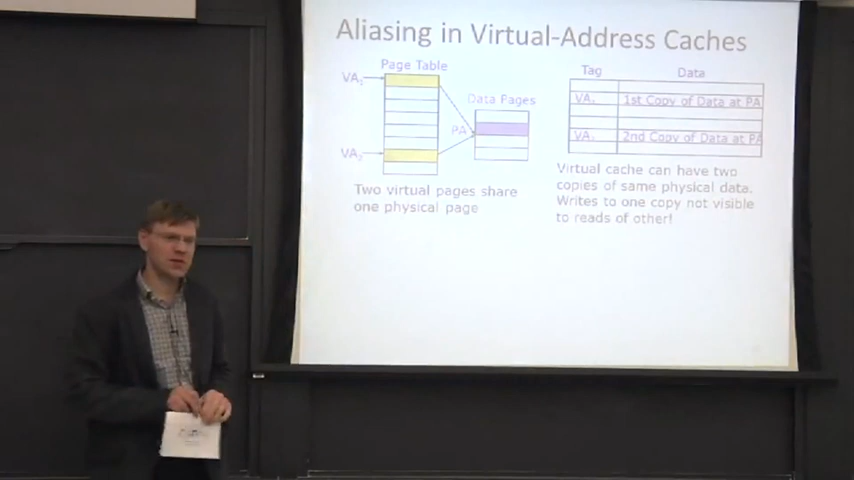 Aliasing in Virtual-Address Caches
Page Table
VA₁
Data Pages
PA
VA₂
Two virtual pages share
one physical page
Tag
Data
VA₁
1st Copy of Data at PA
VA₂
2nd Copy of Data at PA
Virtual cache can have two
copies of same physical data.
Writes to one copy not visible
to reads of other!